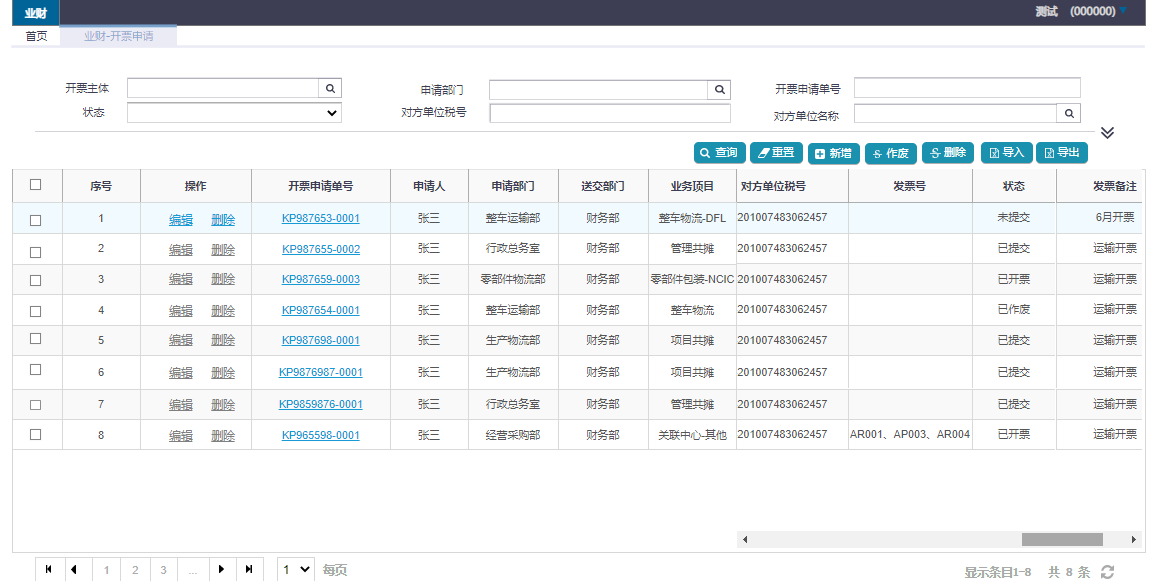 业财 测试 (000000)
首页 业财-开票申请
开票主体 申请部门 开票申请单号
状态 对方单位税号 对方单位名称
查询 重置 新增 作废 删除 导入 导出
序号 操作 开票申请单号 申请人 申请部门 送交部门 业务项目 对方单位税号 发票号 状态 发票备注
1 编辑 删除 KP987653-0001 张三 整车运输部 财务部 整车物流-DFL 201007483062457 未提交 6月开票
2 编辑 删除 KP987655-0002 张三 行政总务室 财务部 管理共摊 201007483062457 已提交 运输开票
3 编辑 删除 KP987659-0003 张三 零部件物流部 财务部 零部件包装-NCIC 201007483062457 已开票 运输开票
4 编辑 删除 KP987654-0001 张三 整车运输部 财务部 整车物流 201007483062457 已作废 运输开票
5 编辑 删除 KP987698-0001 张三 生产物流部 财务部 项目共摊 201007483062457 已提交 运输开票
6 编辑 删除 KP9876987-0001 张三 生产物流部 财务部 项目共摊 201007483062457 已提交 运输开票
7 编辑 删除 KP9859876-0001 张三 行政总务室 财务部 管理共摊 201007483062457 已提交 运输开票
8 编辑 删除 KP965598-0001 张三 经营采购部 财务部 关联中心-其他 201007483062457 AR001、AP003、AR004 已开票 运输开票
1 2 3 ... 1 每页 显示条目1-8 共 8 条